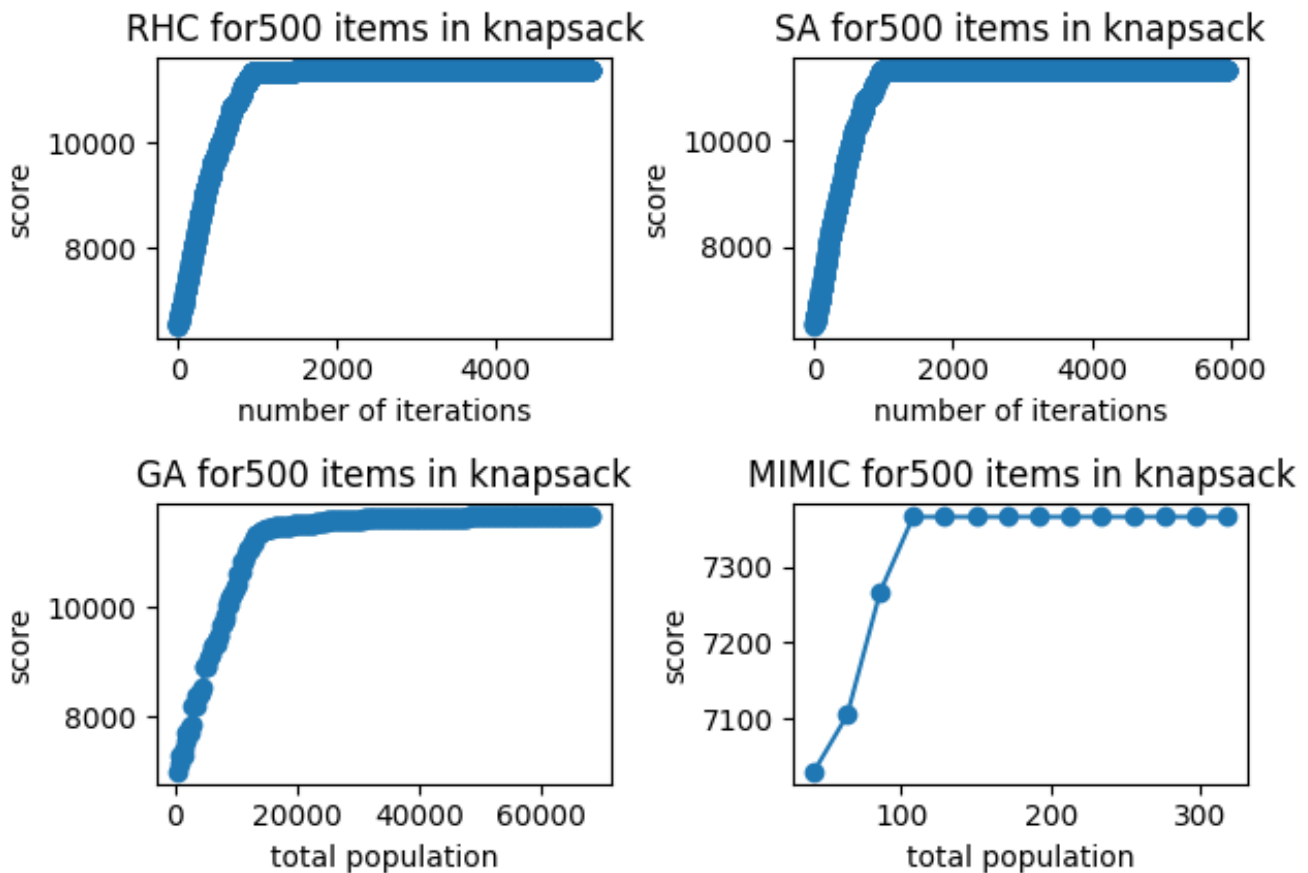 RHC for500 items in knapsack
10000
8000
score
0 2000 4000
number of iterations
SA for500 items in knapsack
10000
8000
score
0 2000 4000 6000
number of iterations
GA for500 items in knapsack
10000
8000
score
0 20000 40000 60000
total population
MIMIC for500 items in knapsack
7300
7200
7100
score
100 200 300
total population